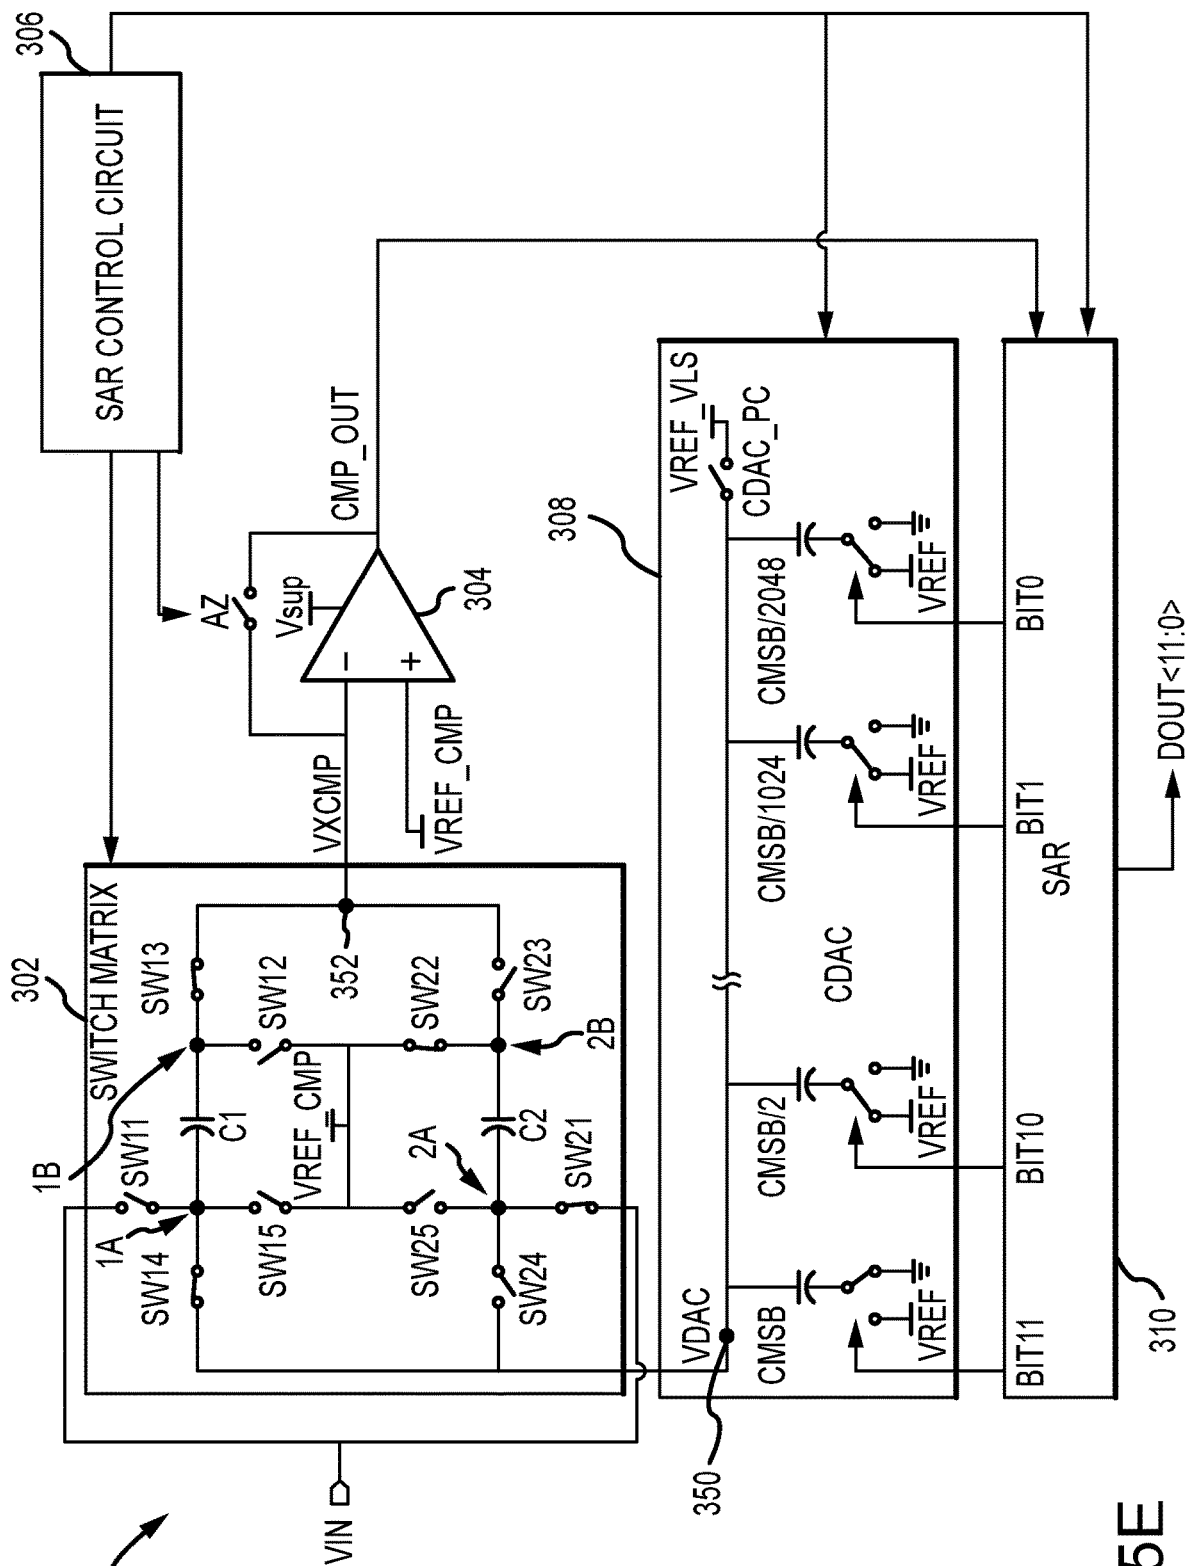 306
SAR CONTROL CIRCUIT
302
SWITCH MATRIX
1B
SW11
1A
SW14
SW13
C1
SW12
SW15
VREF_CMP
352
SW22
SW25
2A
C2
SW21
SW24
SW23
2B
VIN
VXCMP
VREF_CMP
AZ
Vsup
−
+
304
CMP_OUT
308
VDAC
350
VREF_VLS
CDAC_PC
CMSB
CMSB/2
CMSB/1024
CMSB/2048
CDAC
VREF
VREF
VREF
VREF
BIT11
BIT10
BIT1
BIT0
SAR
310
DOUT<11:0>
5E